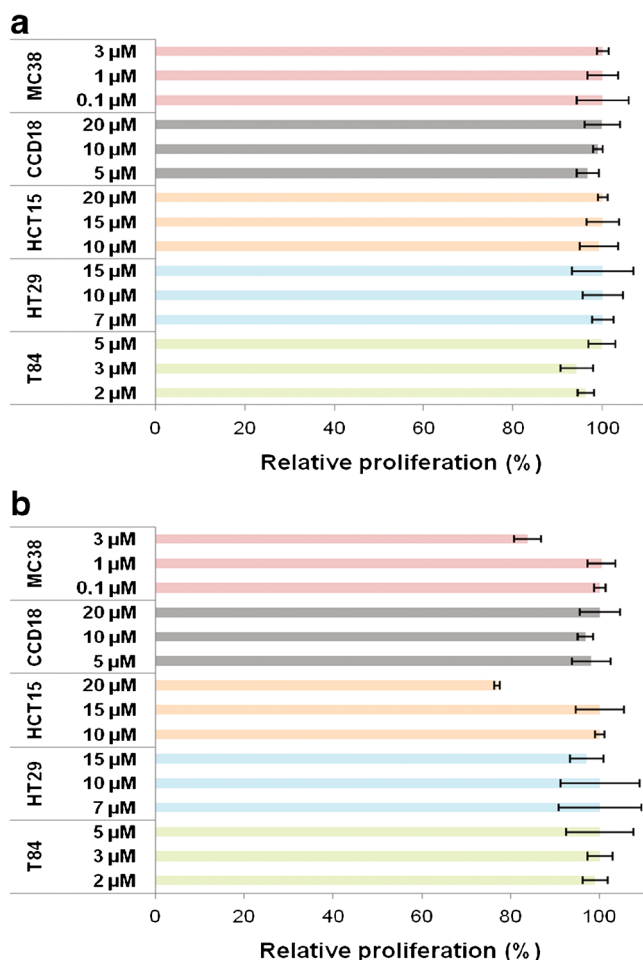 a
MC38
3 µM
1 µM
0.1 µM
CCD18
20 µM
10 µM
5 µM
HCT15
20 µM
15 µM
10 µM
HT29
15 µM
10 µM
7 µM
T84
5 µM
3 µM
2 µM
0 20 40 60 80 100
Relative proliferation (%)
b
MC38
3 µM
1 µM
0.1 µM
CCD18
20 µM
10 µM
5 µM
HCT15
20 µM
15 µM
10 µM
HT29
15 µM
10 µM
7 µM
T84
5 µM
3 µM
2 µM
0 20 40 60 80 100
Relative proliferation (%)